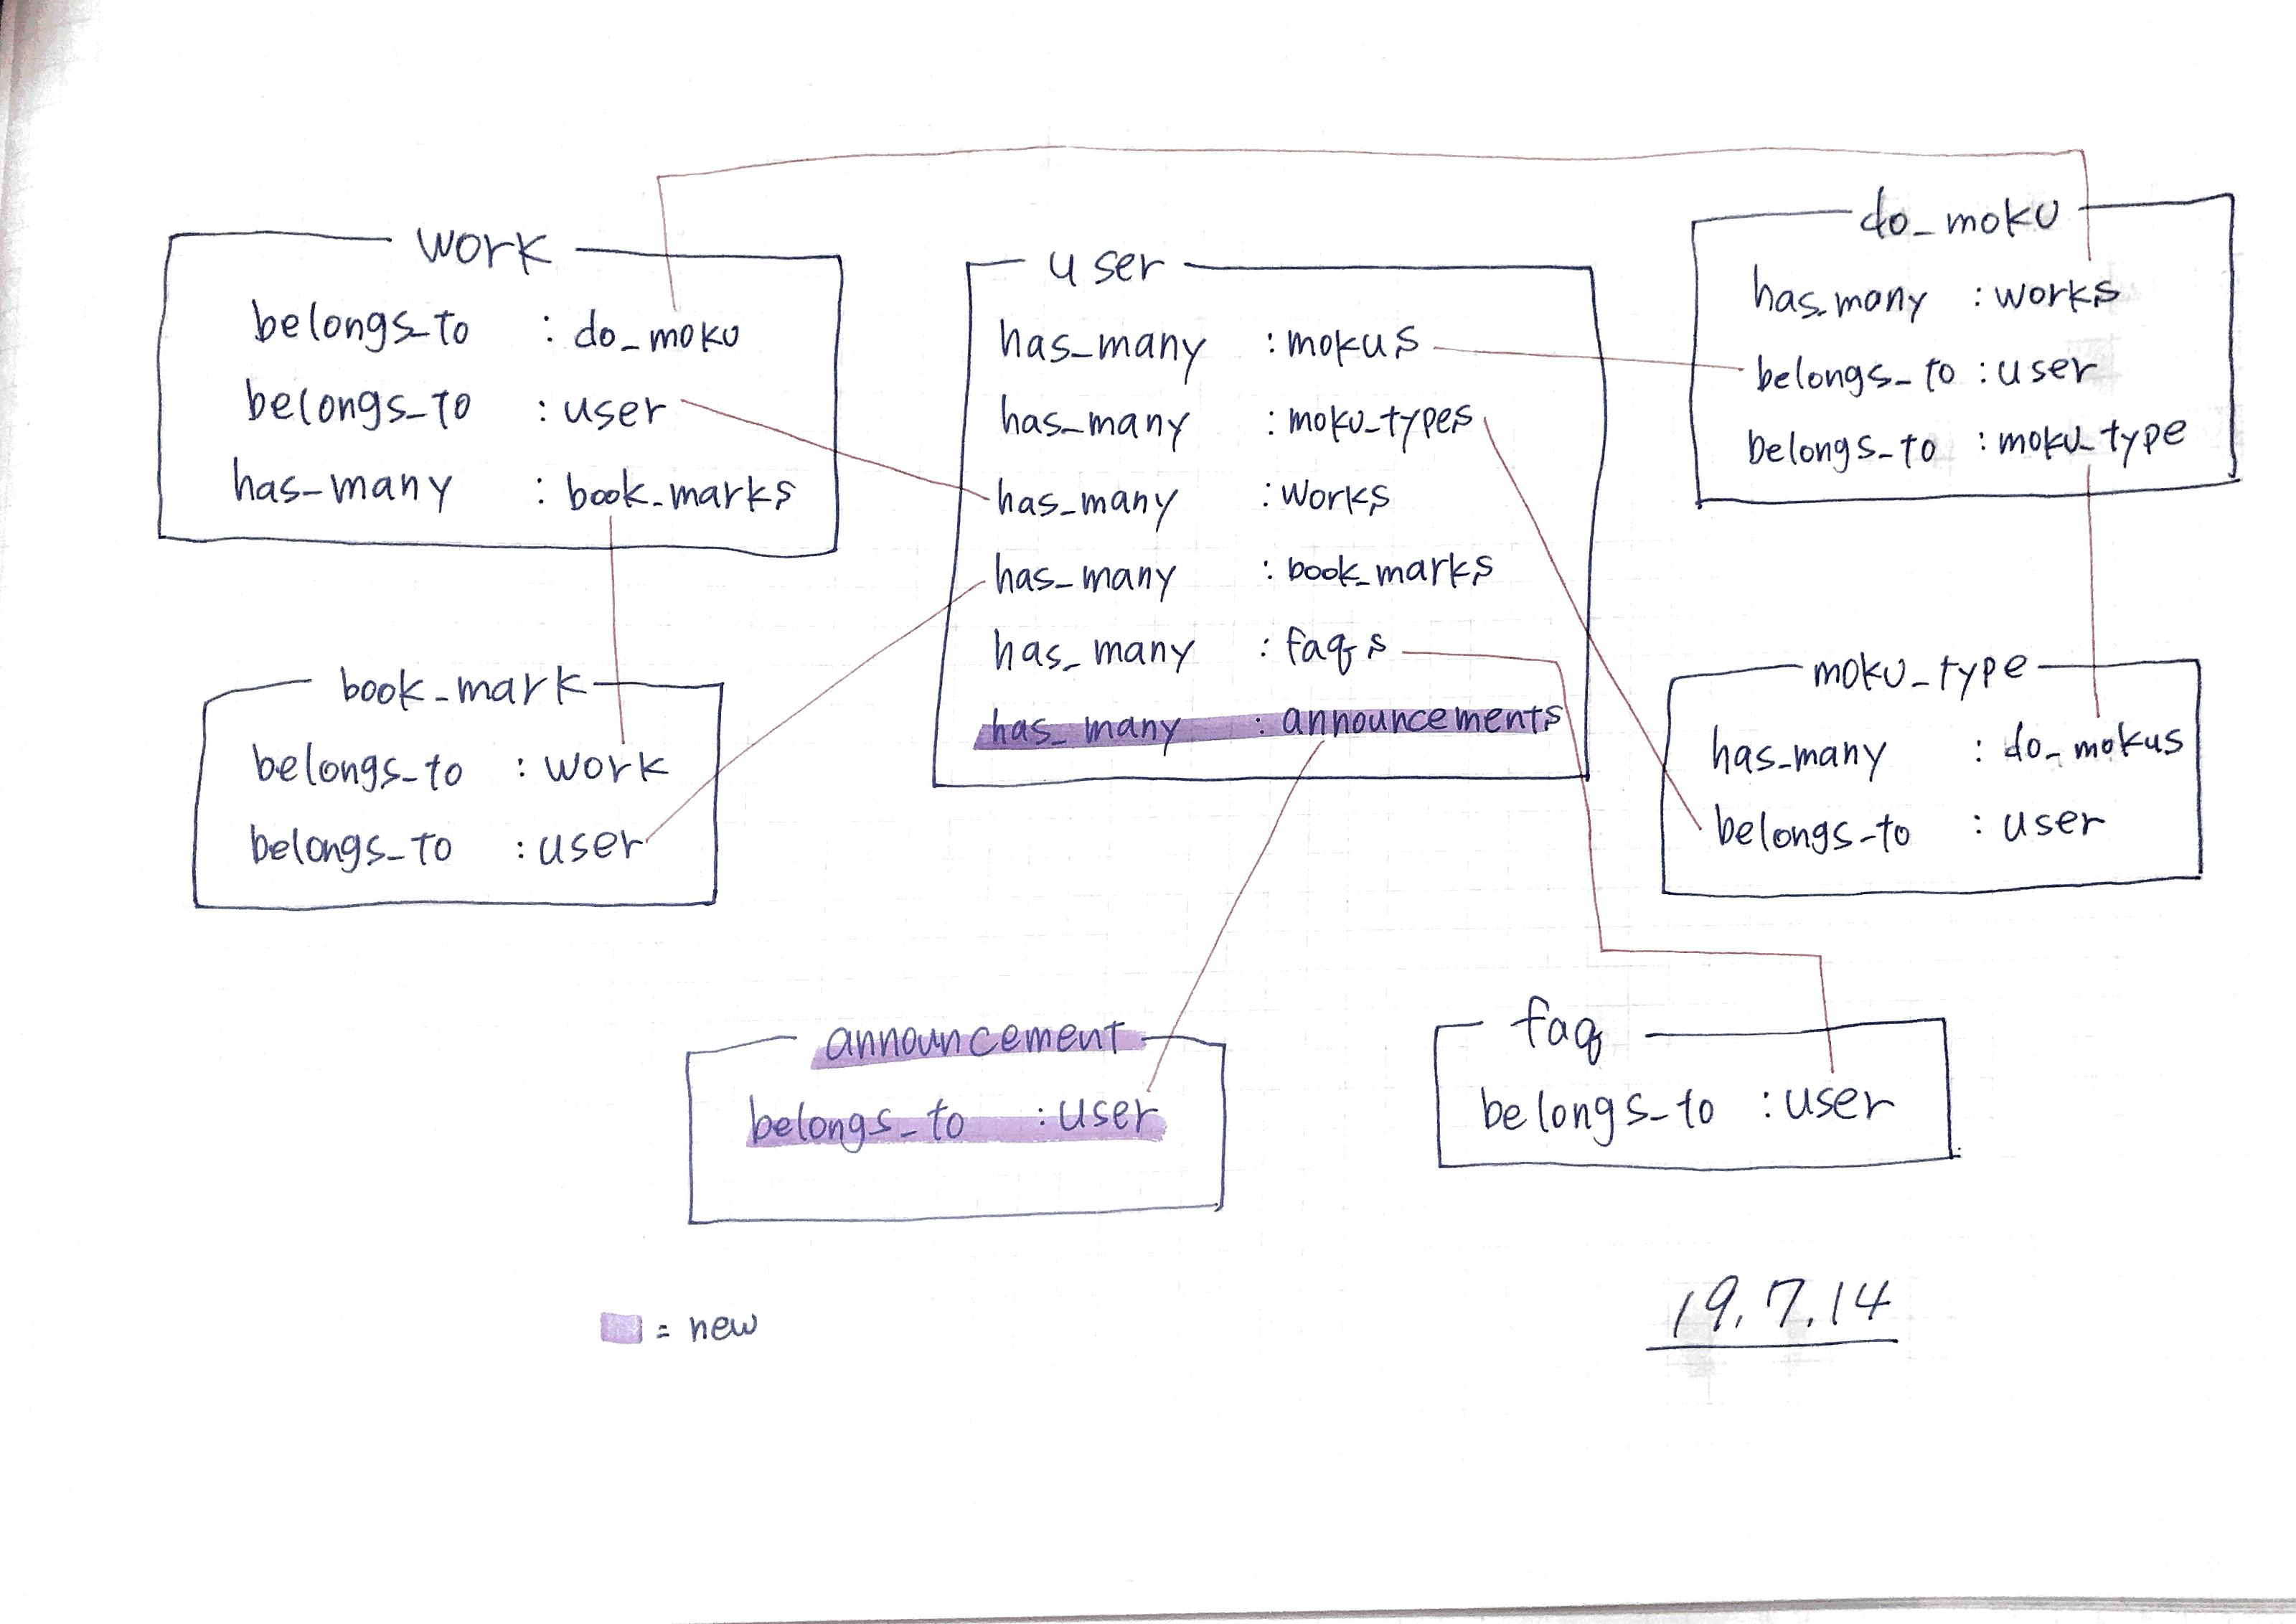 work
belongs_to : do_moku
belongs_to : user
has_many : book_marks
user
has_many : mokus
has_many : moku_types
has_many : works
has_many : book_marks
has_many : faqs
has_many : announcements
do_moku
has_many : works
belongs_to : user
belongs_to : moku_type
book_mark
belongs_to : work
belongs_to : user
moku_type
has_many : do_mokus
belongs_to : user
announcement
belongs_to : user
faq
belongs_to : user
= new
19.7.14